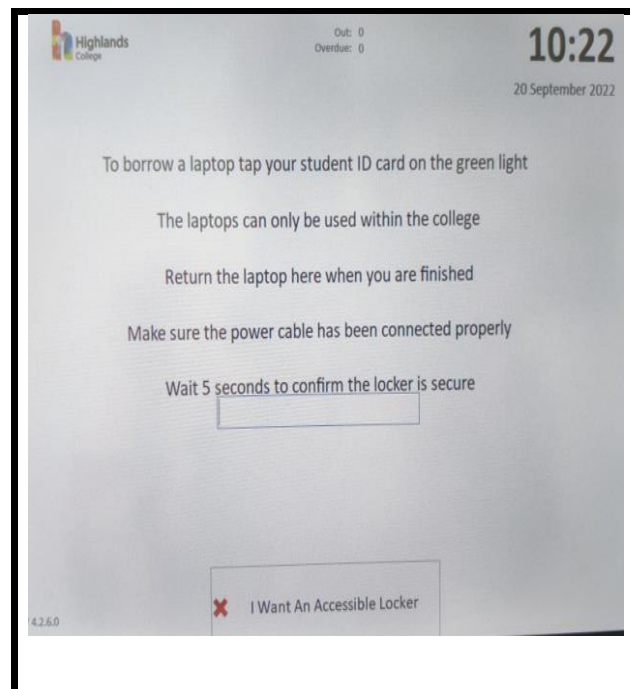 Highlands
College
Out: 0
Overdue: 0
10:22
20 September 2022
To borrow a laptop tap your student ID card on the green light
The laptops can only be used within the college
Return the laptop here when you are finished
Make sure the power cable has been connected properly
Wait 5 seconds to confirm the locker is secure
I Want An Accessible Locker
4.2.6.0